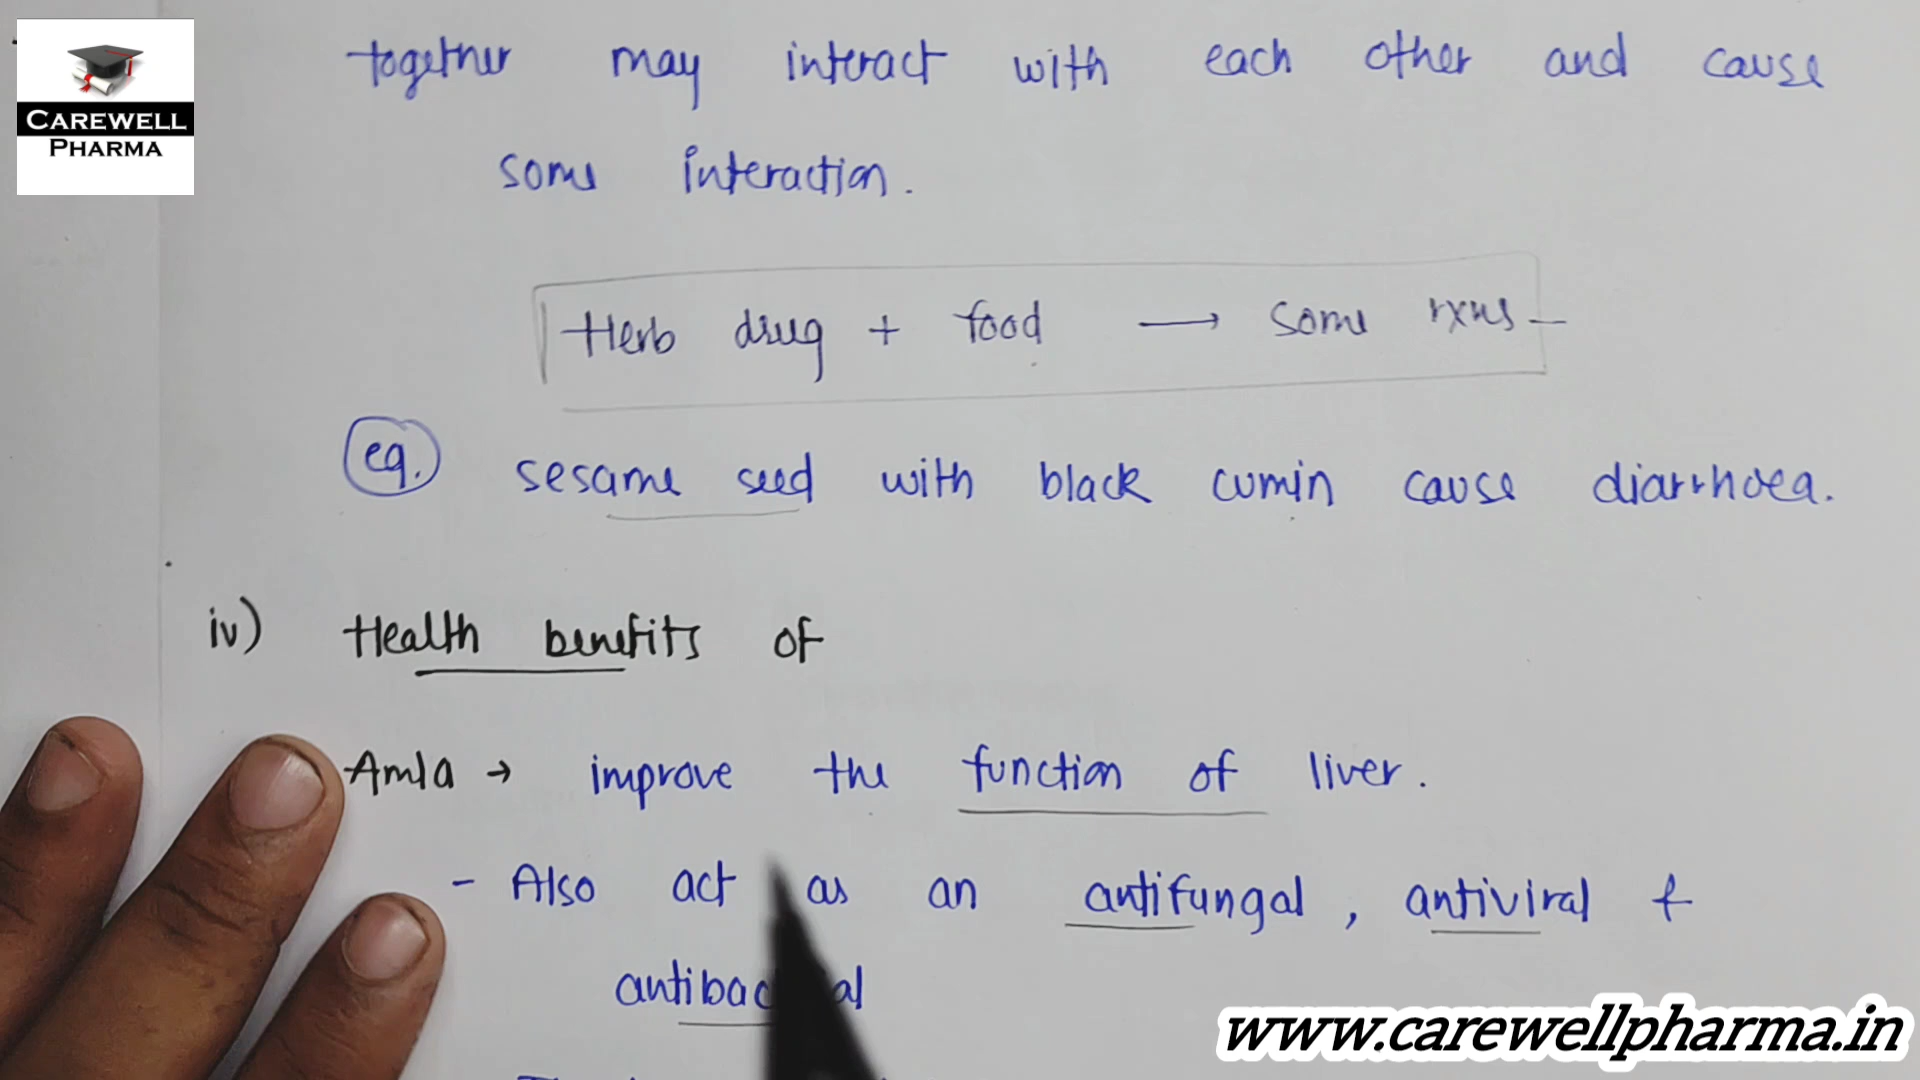 together may interact with each other and cause
CAREWELL
PHARMA
some interaction.
Herb drug + food → some rxns
eg. sesame seed with black cumin cause diarrhoea.
iv) Health benefits of
Amla → improve the function of liver.
- Also act as an antifungal, antiviral +
www.carewellpharma.in